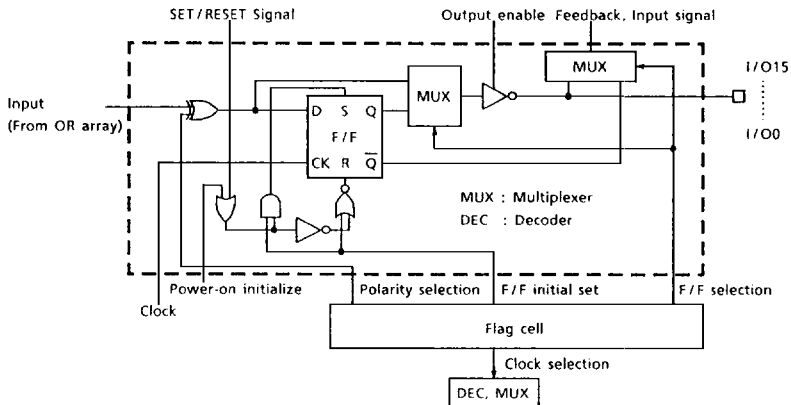 SET/RESET Signal
Output enable
Feedback, Input signal
MUX
I/O15
I/O0
Input
(From OR array)
MUX
D S Q
F/F
CK R Q̅
MUX : Multiplexer
DEC : Decoder
Power-on initialize
Polarity selection
F/F initial set
F/F selection
Clock
Flag cell
Clock selection
DEC, MUX